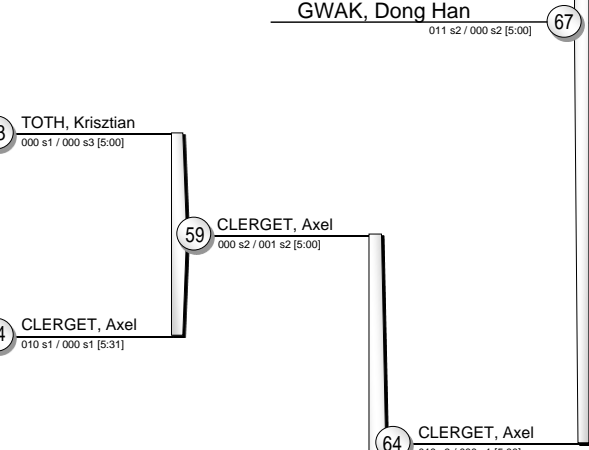 GWAK, Dong Han
67
011 s2 / 000 s2 [5:00]
TOTH, Krisztian
000 s1 / 000 s3 [5:00]
59
CLERGET, Axel
000 s2 / 001 s2 [5:00]
CLERGET, Axel
010 s1 / 000 s1 [5:31]
64
CLERGET, Axel